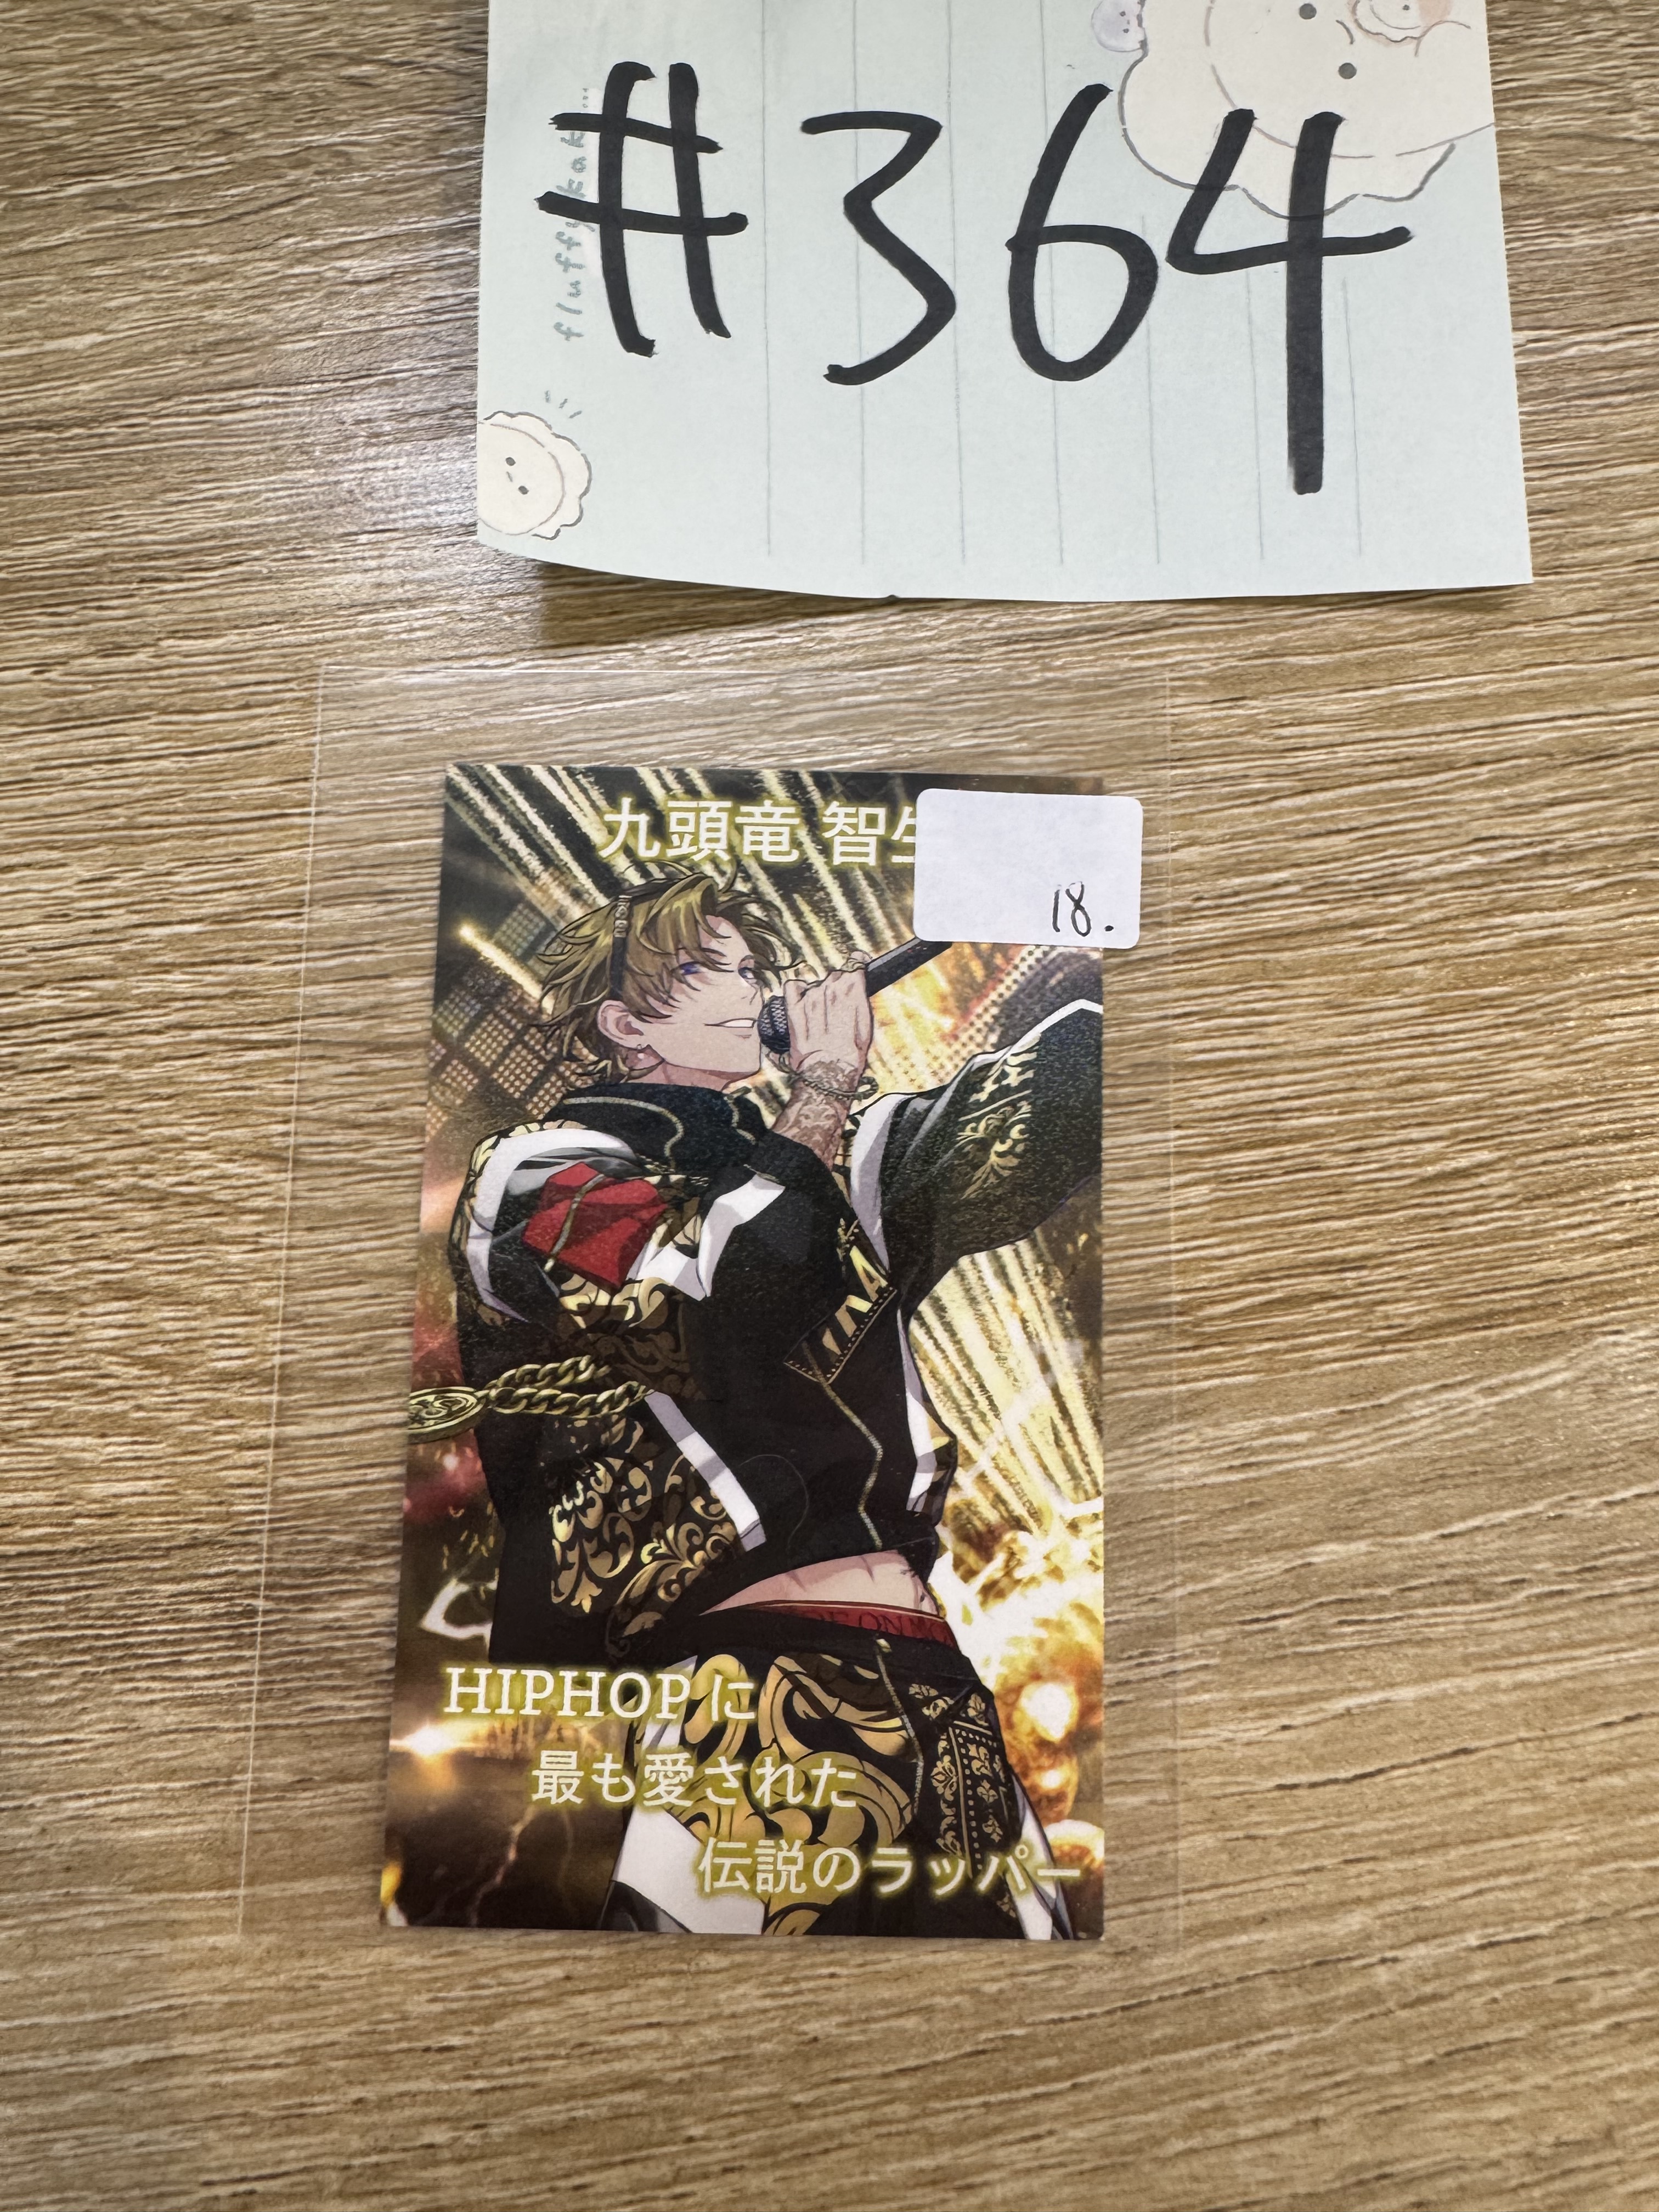 #364
fluffy
九頭竜 智生
18.
HIPHOPに
最も愛された
伝説のラッパー